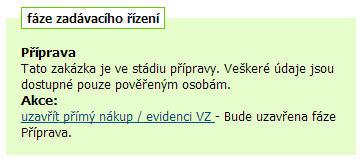 fáze zadávacího řízení
Příprava
Tato zakázka je ve stádiu přípravy. Veškeré údaje jsou
dostupné pouze pověřeným osobám.
Akce:
uzavřít přímý nákup / evidenci VZ - Bude uzavřena fáze
Příprava.